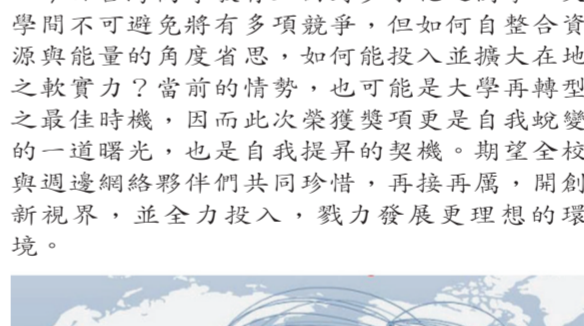 學問不可避免將有多項競爭，但如何自整合資
源與能量的角度省思，如何能投入並擴大在地
之軟實力？當前的情勢，也可能是大學再轉型
之最佳時機，因而此次榮獲獎項更是自我蛻變
的一道曙光，也是自我提昇的契機。期望全校
與週邊網絡夥伴們共同珍惜，再接再厲，開創
新視界，並全力投入，戮力發展更理想的環
境。